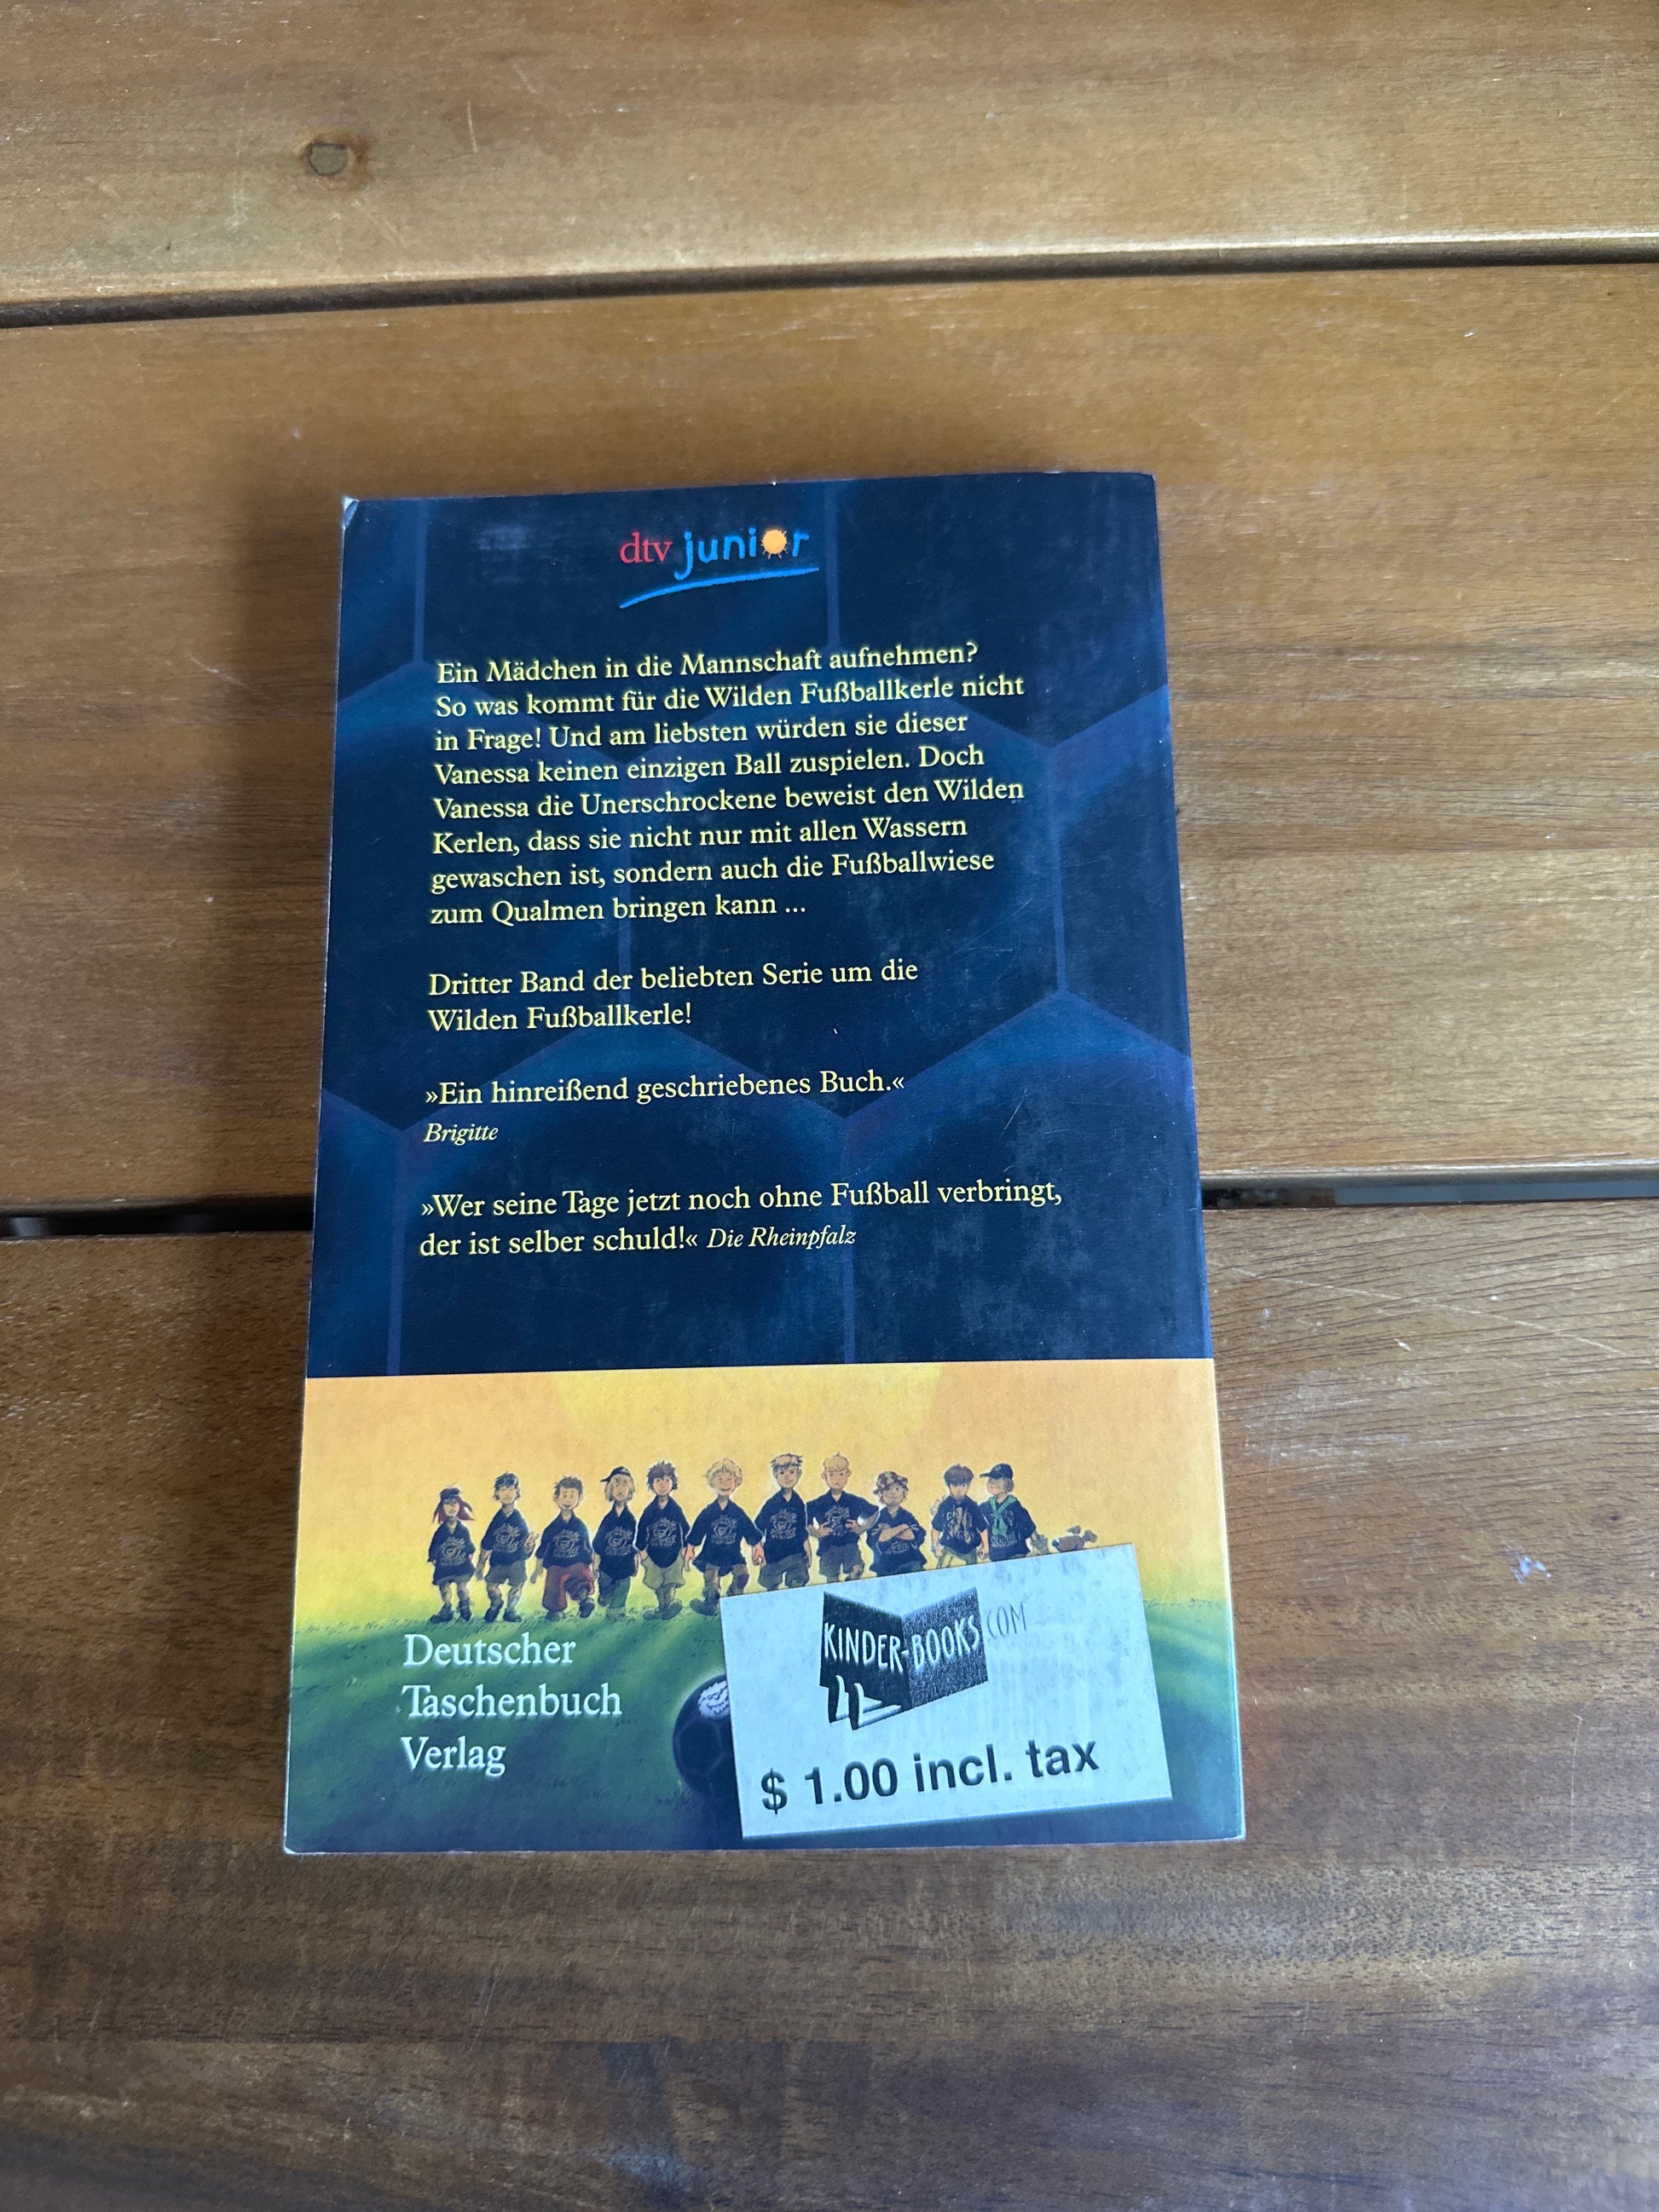 dtv junior
Ein Mädchen in die Mannschaft aufnehmen?
So was kommt für die Wilden Fußballkerle nicht
in Frage! Und am liebsten würden sie dieser
Vanessa keinen einzigen Ball zuspielen. Doch
Vanessa die Unerschrockene beweist den Wilden
Kerlen, dass sie nicht nur mit allen Wassern
gewaschen ist, sondern auch die Fußballwiese
zum Qualmen bringen kann ...
Dritter Band der beliebten Serie um die
Wilden Fußballkerle!
»Ein hinreißend geschriebenes Buch.«
Brigitte
»Wer seine Tage jetzt noch ohne Fußball verbringt,
der ist selber schuld!« Die Rheinpfalz
Deutscher
Taschenbuch
Verlag
KINDER-BOOKS.COM
$ 1.00 incl. tax